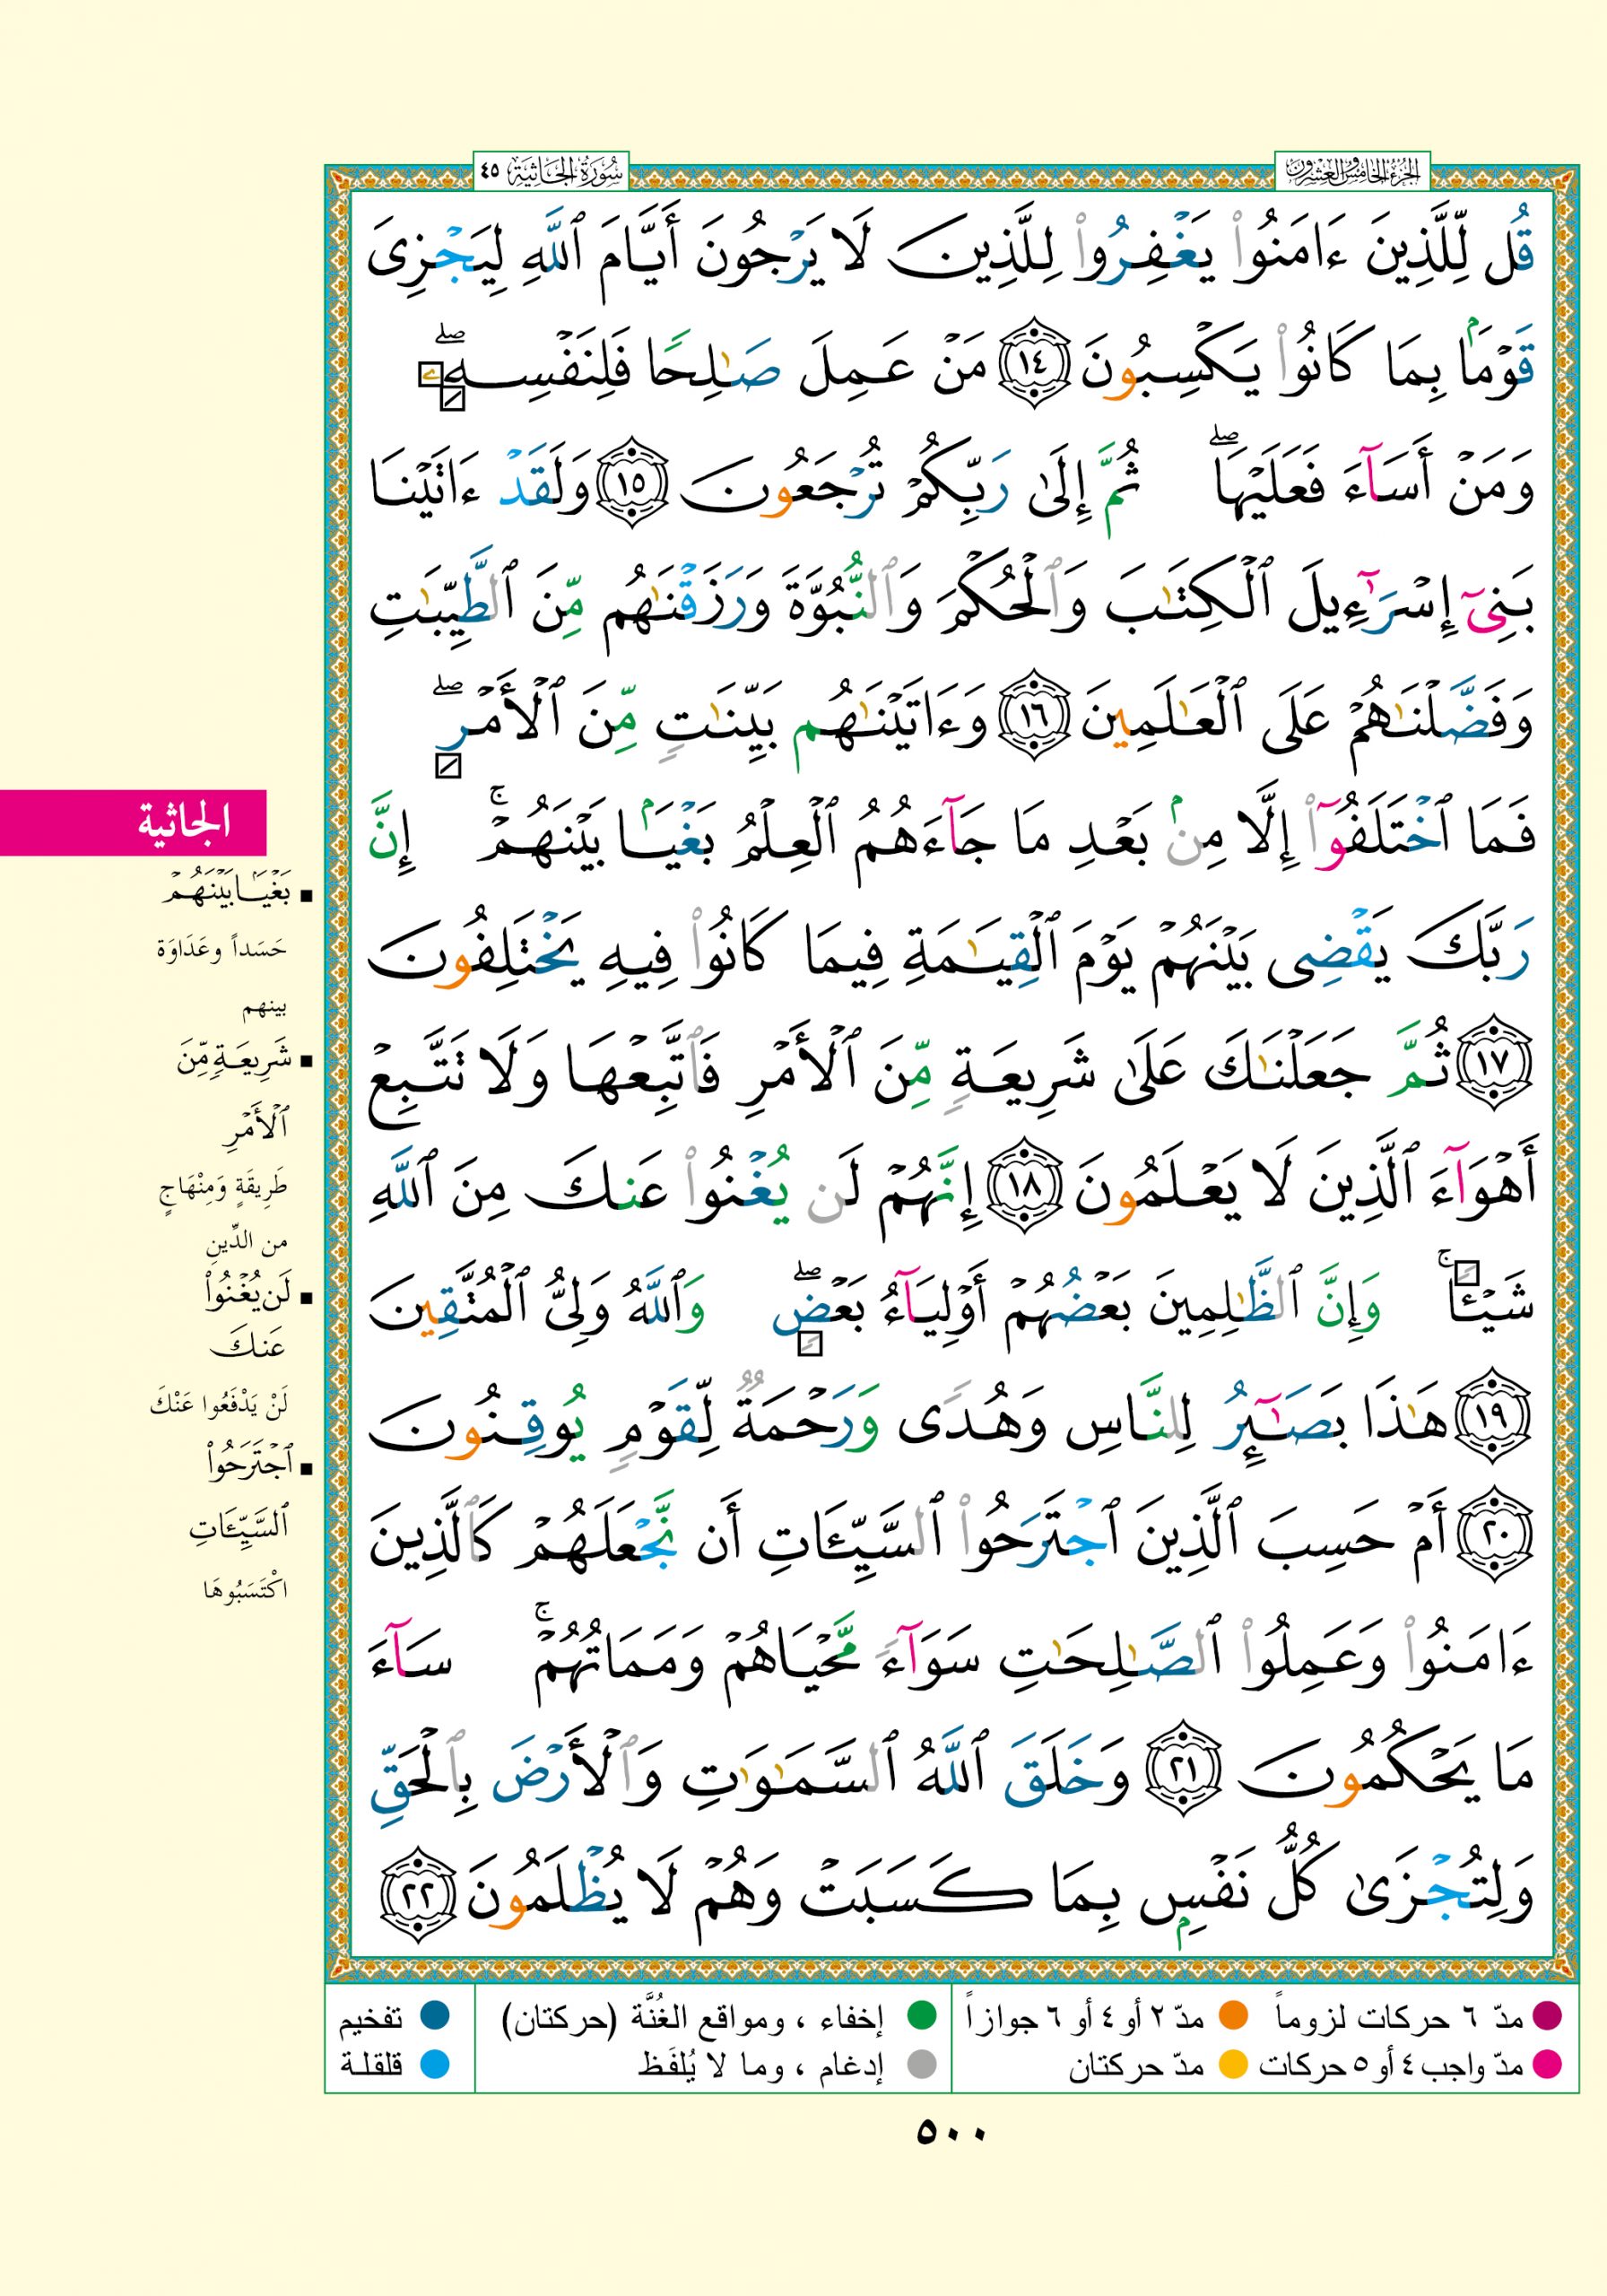 الجزء الخامس والعشرون
سُورَةُ الجَاثِيَة ٤٥
قُل لِّلَّذِينَ ءَامَنُوا۟ يَغْفِرُوا۟ لِلَّذِينَ لَا يَرْجُونَ أَيَّامَ ٱللَّهِ لِيَجْزِىَ
قَوْمَۢا بِمَا كَانُوا۟ يَكْسِبُونَ ١٤ مَنْ عَمِلَ صَـٰلِحًا فَلِنَفْسِهِۦ ۖ
وَمَنْ أَسَآءَ فَعَلَيْهَا ۖ ثُمَّ إِلَىٰ رَبِّكُمْ تُرْجَعُونَ ١٥ وَلَقَدْ ءَاتَيْنَا
بَنِىٓ إِسْرَٰٓءِيلَ ٱلْكِتَـٰبَ وَٱلْحُكْمَ وَٱلنُّبُوَّةَ وَرَزَقْنَـٰهُم مِّنَ ٱلطَّيِّبَـٰتِ
وَفَضَّلْنَـٰهُمْ عَلَى ٱلْعَـٰلَمِينَ ١٦ وَءَاتَيْنَـٰهُم بَيِّنَـٰتٍ مِّنَ ٱلْأَمْرِ ۖ
فَمَا ٱخْتَلَفُوٓا۟ إِلَّا مِنۢ بَعْدِ مَا جَآءَهُمُ ٱلْعِلْمُ بَغْيَۢا بَيْنَهُمْ ۚ إِنَّ
رَبَّكَ يَقْضِى بَيْنَهُمْ يَوْمَ ٱلْقِيَـٰمَةِ فِيمَا كَانُوا۟ فِيهِ يَخْتَلِفُونَ
١٧ ثُمَّ جَعَلْنَـٰكَ عَلَىٰ شَرِيعَةٍ مِّنَ ٱلْأَمْرِ فَٱتَّبِعْهَا وَلَا تَتَّبِعْ
أَهْوَآءَ ٱلَّذِينَ لَا يَعْلَمُونَ ١٨ إِنَّهُمْ لَن يُغْنُوا۟ عَنكَ مِنَ ٱللَّهِ
شَيْـًٔا ۚ وَإِنَّ ٱلظَّـٰلِمِينَ بَعْضُهُمْ أَوْلِيَآءُ بَعْضٍ ۖ وَٱللَّهُ وَلِىُّ ٱلْمُتَّقِينَ
١٩ هَـٰذَا بَصَـٰٓئِرُ لِلنَّاسِ وَهُدًى وَرَحْمَةٌ لِّقَوْمٍ يُوقِنُونَ
٢٠ أَمْ حَسِبَ ٱلَّذِينَ ٱجْتَرَحُوا۟ ٱلسَّيِّـَٔاتِ أَن نَّجْعَلَهُمْ كَٱلَّذِينَ
ءَامَنُوا۟ وَعَمِلُوا۟ ٱلصَّـٰلِحَـٰتِ سَوَآءً مَّحْيَاهُمْ وَمَمَاتُهُمْ ۚ سَآءَ
مَا يَحْكُمُونَ ٢١ وَخَلَقَ ٱللَّهُ ٱلسَّمَـٰوَٰتِ وَٱلْأَرْضَ بِٱلْحَقِّ
وَلِتُجْزَىٰ كُلُّ نَفْسٍۭ بِمَا كَسَبَتْ وَهُمْ لَا يُظْلَمُونَ ٢٢
الجاثية
■ بَغْيَۢا بَيْنَهُمْ
حَسَداً وعَدَاوَة
بينهم
■ شَرِيعَةٍ مِّنَ
ٱلْأَمْرِ
طَرِيقَةٍ وَمِنْهَاجٍ
من الدِّينِ
■ لَن يُغْنُوا۟
عَنكَ
لَنْ يَدْفَعُوا عَنْكَ
■ ٱجْتَرَحُوا۟
ٱلسَّيِّـَٔاتِ
اكْتَسَبُوهَا
مدّ ٦ حركات لزوماً مدّ ٢ أو ٤ أو ٦ جوازاً إخفاء ، ومواقع الغُنَّة (حركتان) تفخيم
مدّ واجب ٤ أو ٥ حركات مدّ حركتان إدغام ، وما لا يُلفَظ قلقلة
٥٠٠